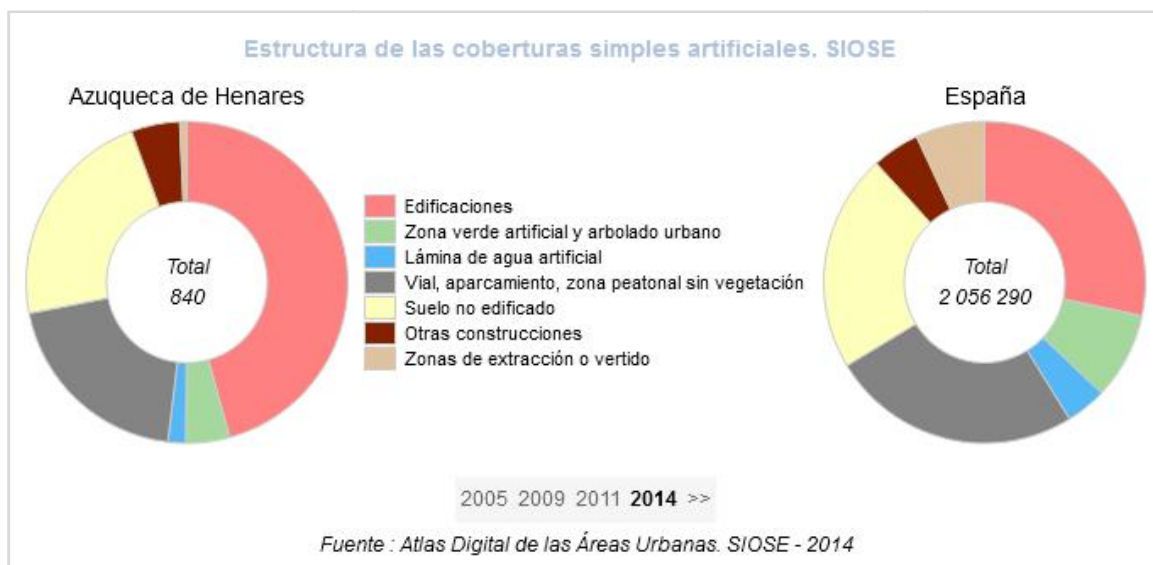 Estructura de las coberturas simples artificiales. SIOSE
Azuqueca de Henares
Total
840
Edificaciones
Zona verde artificial y arbolado urbano
Lámina de agua artificial
Vial, aparcamiento, zona peatonal sin vegetación
Suelo no edificado
Otras construcciones
Zonas de extracción o vertido
España
Total
2 056 290
2005 2009 2011 2014 >>
Fuente : Atlas Digital de las Áreas Urbanas. SIOSE - 2014